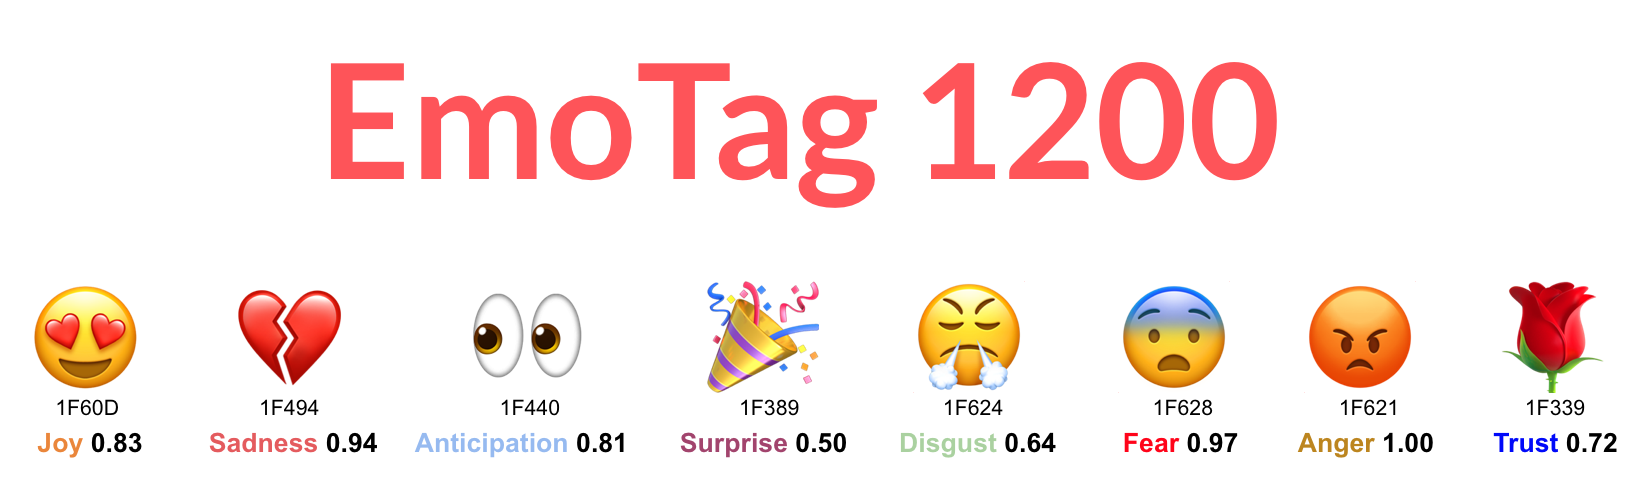 EmoTag 1200
1F60D 1F494 1F440 1F389 1F624 1F628 1F621 1F339
Joy 0.83 Sadness 0.94 Anticipation 0.81 Surprise 0.50 Disgust 0.64 Fear 0.97 Anger 1.00 Trust 0.72